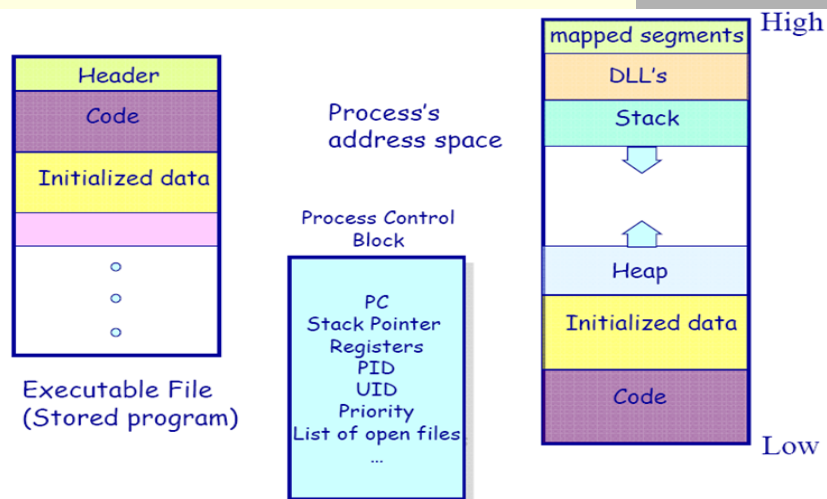 Header
Code
Initialized data
Executable File
(Stored program)
Process's
address space
Process Control
Block
PC
Stack Pointer
Registers
PID
UID
Priority
List of open files
...
High
mapped segments
DLL's
Stack
Heap
Initialized data
Code
Low